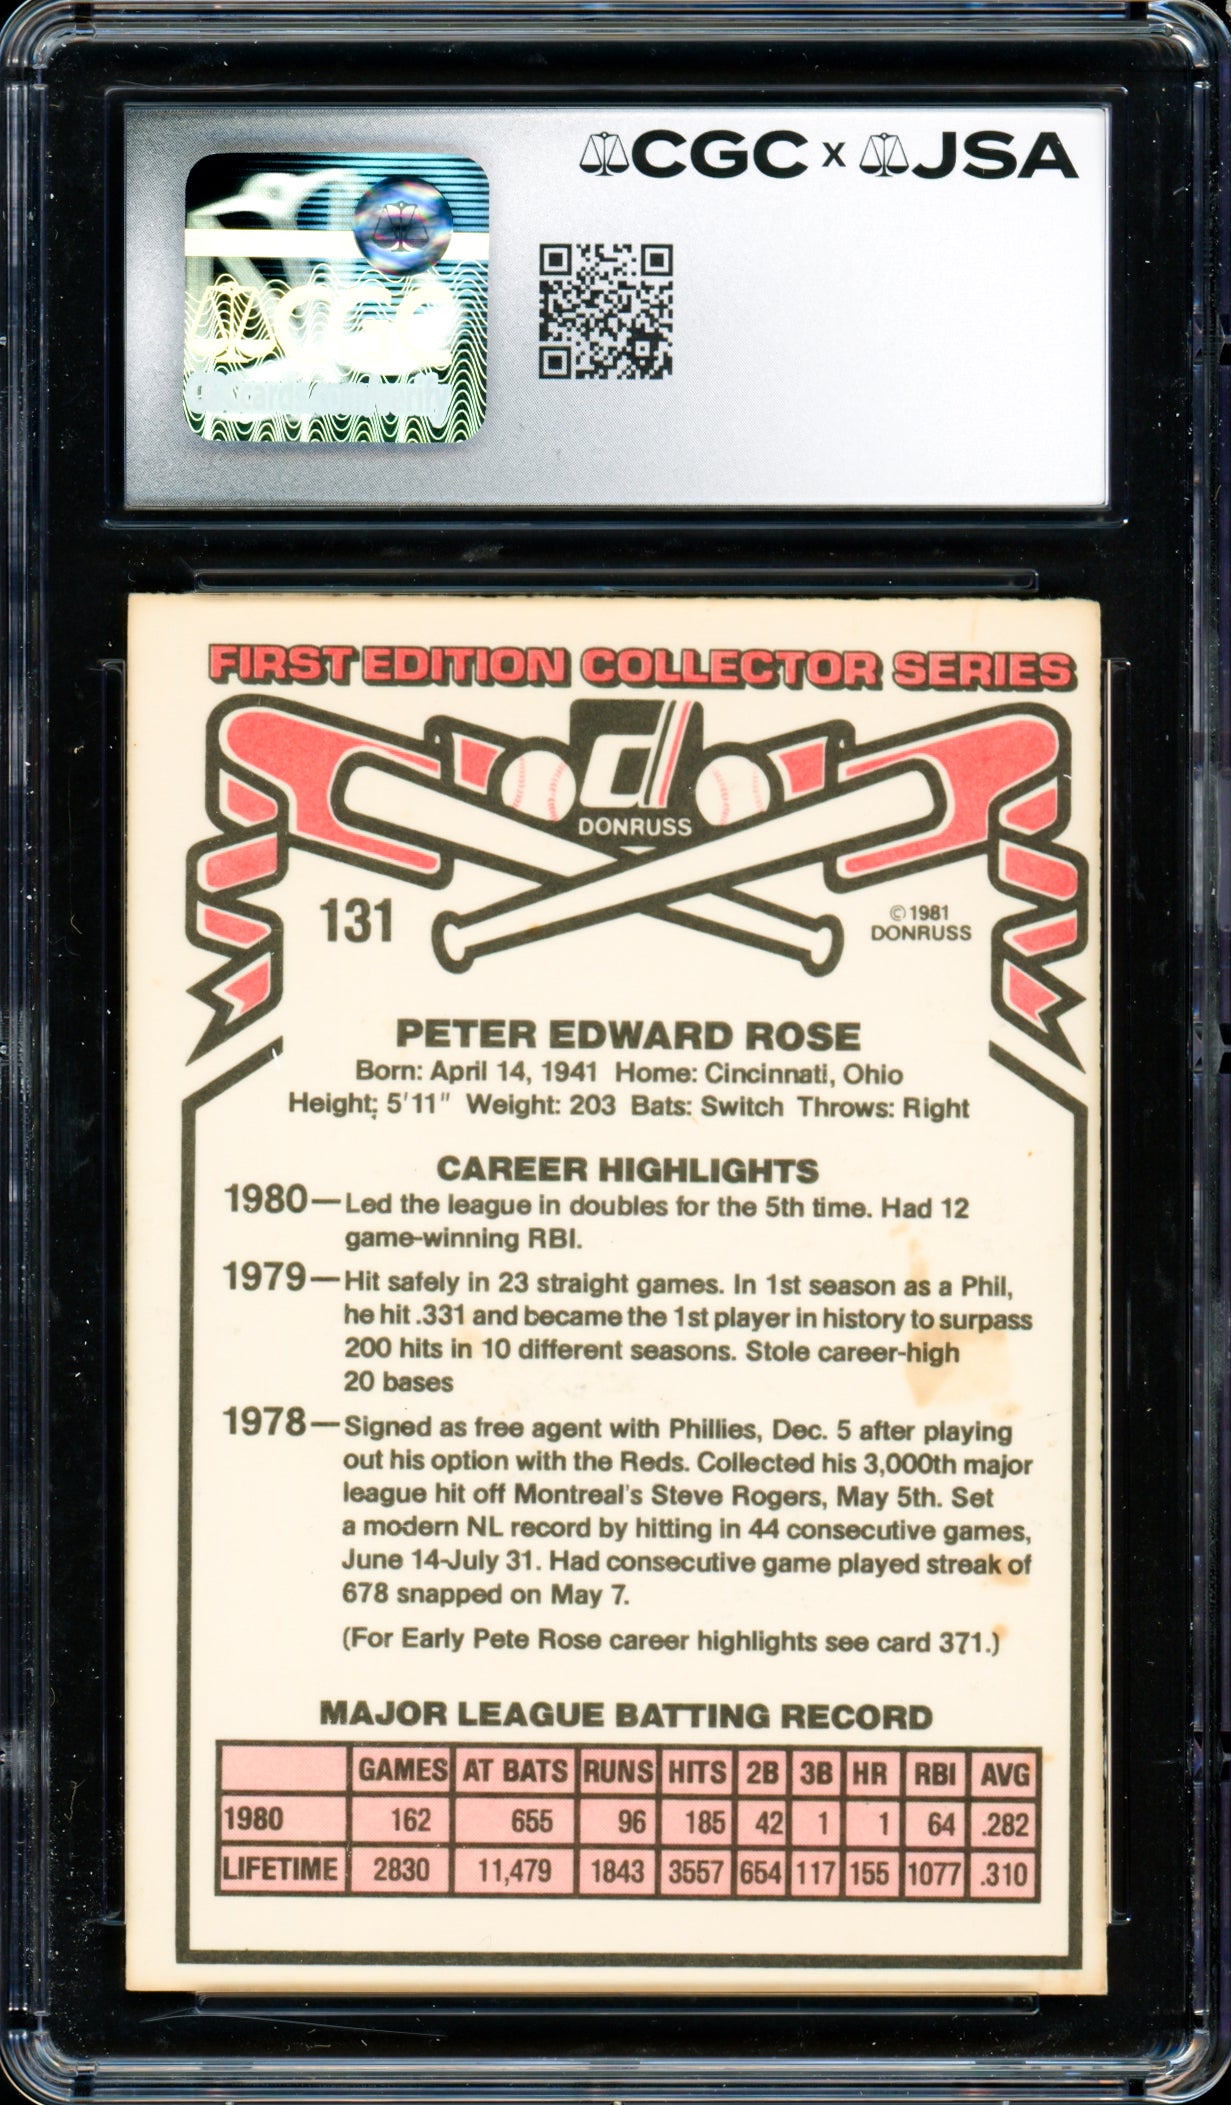 CGC x JSA
CGC
FIRST EDITION COLLECTOR SERIES
d
DONRUSS
131
© 1981
DONRUSS
PETER EDWARD ROSE
Born: April 14, 1941 Home: Cincinnati, Ohio
Height: 5'11" Weight: 203 Bats: Switch Throws: Right
CAREER HIGHLIGHTS
1980—Led the league in doubles for the 5th time. Had 12
game-winning RBI.
1979—Hit safely in 23 straight games. In 1st season as a Phil,
he hit .331 and became the 1st player in history to surpass
200 hits in 10 different seasons. Stole career-high
20 bases
1978—Signed as free agent with Phillies, Dec. 5 after playing
out his option with the Reds. Collected his 3,000th major
league hit off Montreal's Steve Rogers, May 5th. Set
a modern NL record by hitting in 44 consecutive games,
June 14-July 31. Had consecutive game played streak of
678 snapped on May 7.
(For Early Pete Rose career highlights see card 371.)
MAJOR LEAGUE BATTING RECORD
GAMES AT BATS RUNS HITS 2B 3B HR RBI AVG
1980 162 655 96 185 42 1 1 64 .282
LIFETIME 2830 11,479 1843 3557 654 117 155 1077 .310